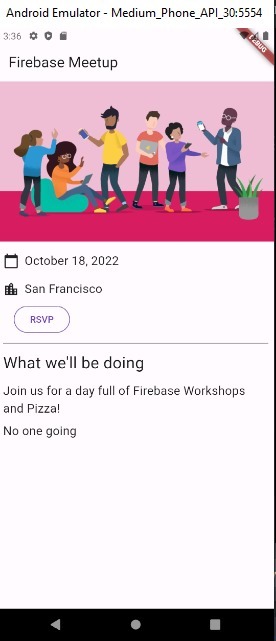 Android Emulator - Medium_Phone_API_30:5554
3:36
DEBUG
Firebase Meetup
October 18, 2022
San Francisco
RSVP
What we'll be doing
Join us for a day full of Firebase Workshops
and Pizza!
No one going